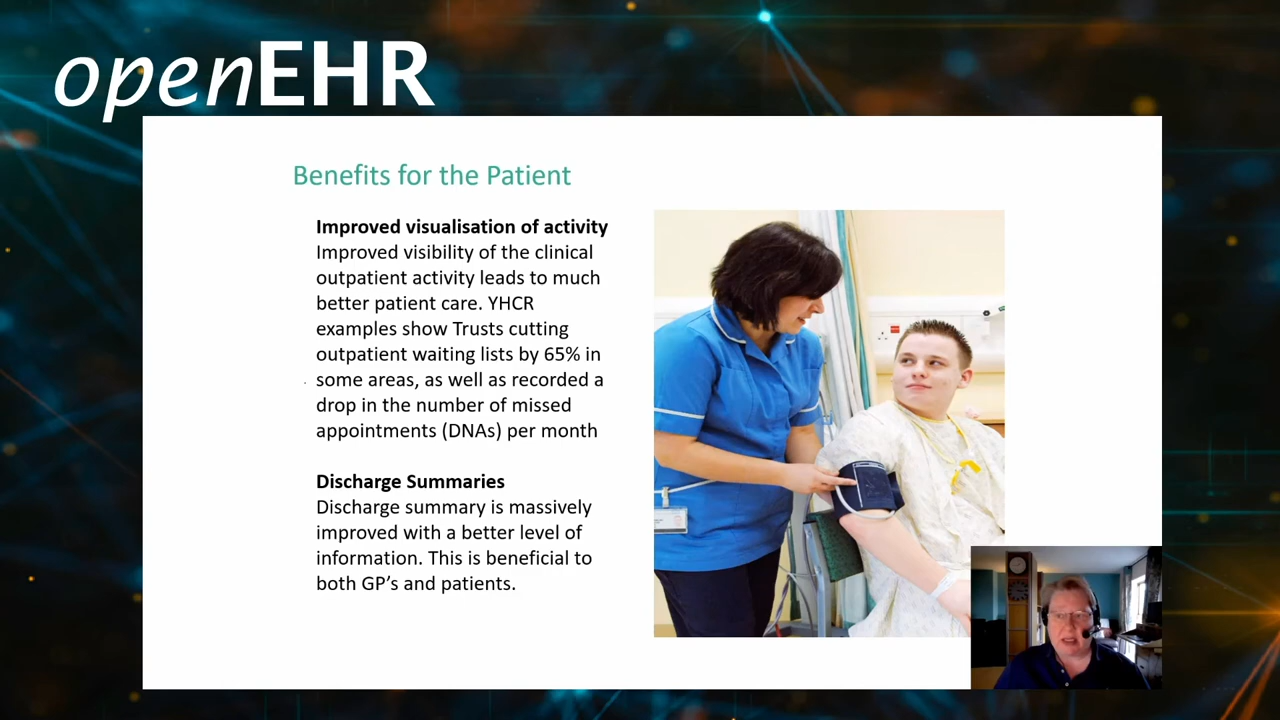 openEHR
Benefits for the Patient
Improved visualisation of activity
Improved visibility of the clinical
outpatient activity leads to much
better patient care. YHCR
examples show Trusts cutting
outpatient waiting lists by 65% in
some areas, as well as recorded a
drop in the number of missed
appointments (DNAs) per month
Discharge Summaries
Discharge summary is massively
improved with a better level of
information. This is beneficial to
both GP’s and patients.